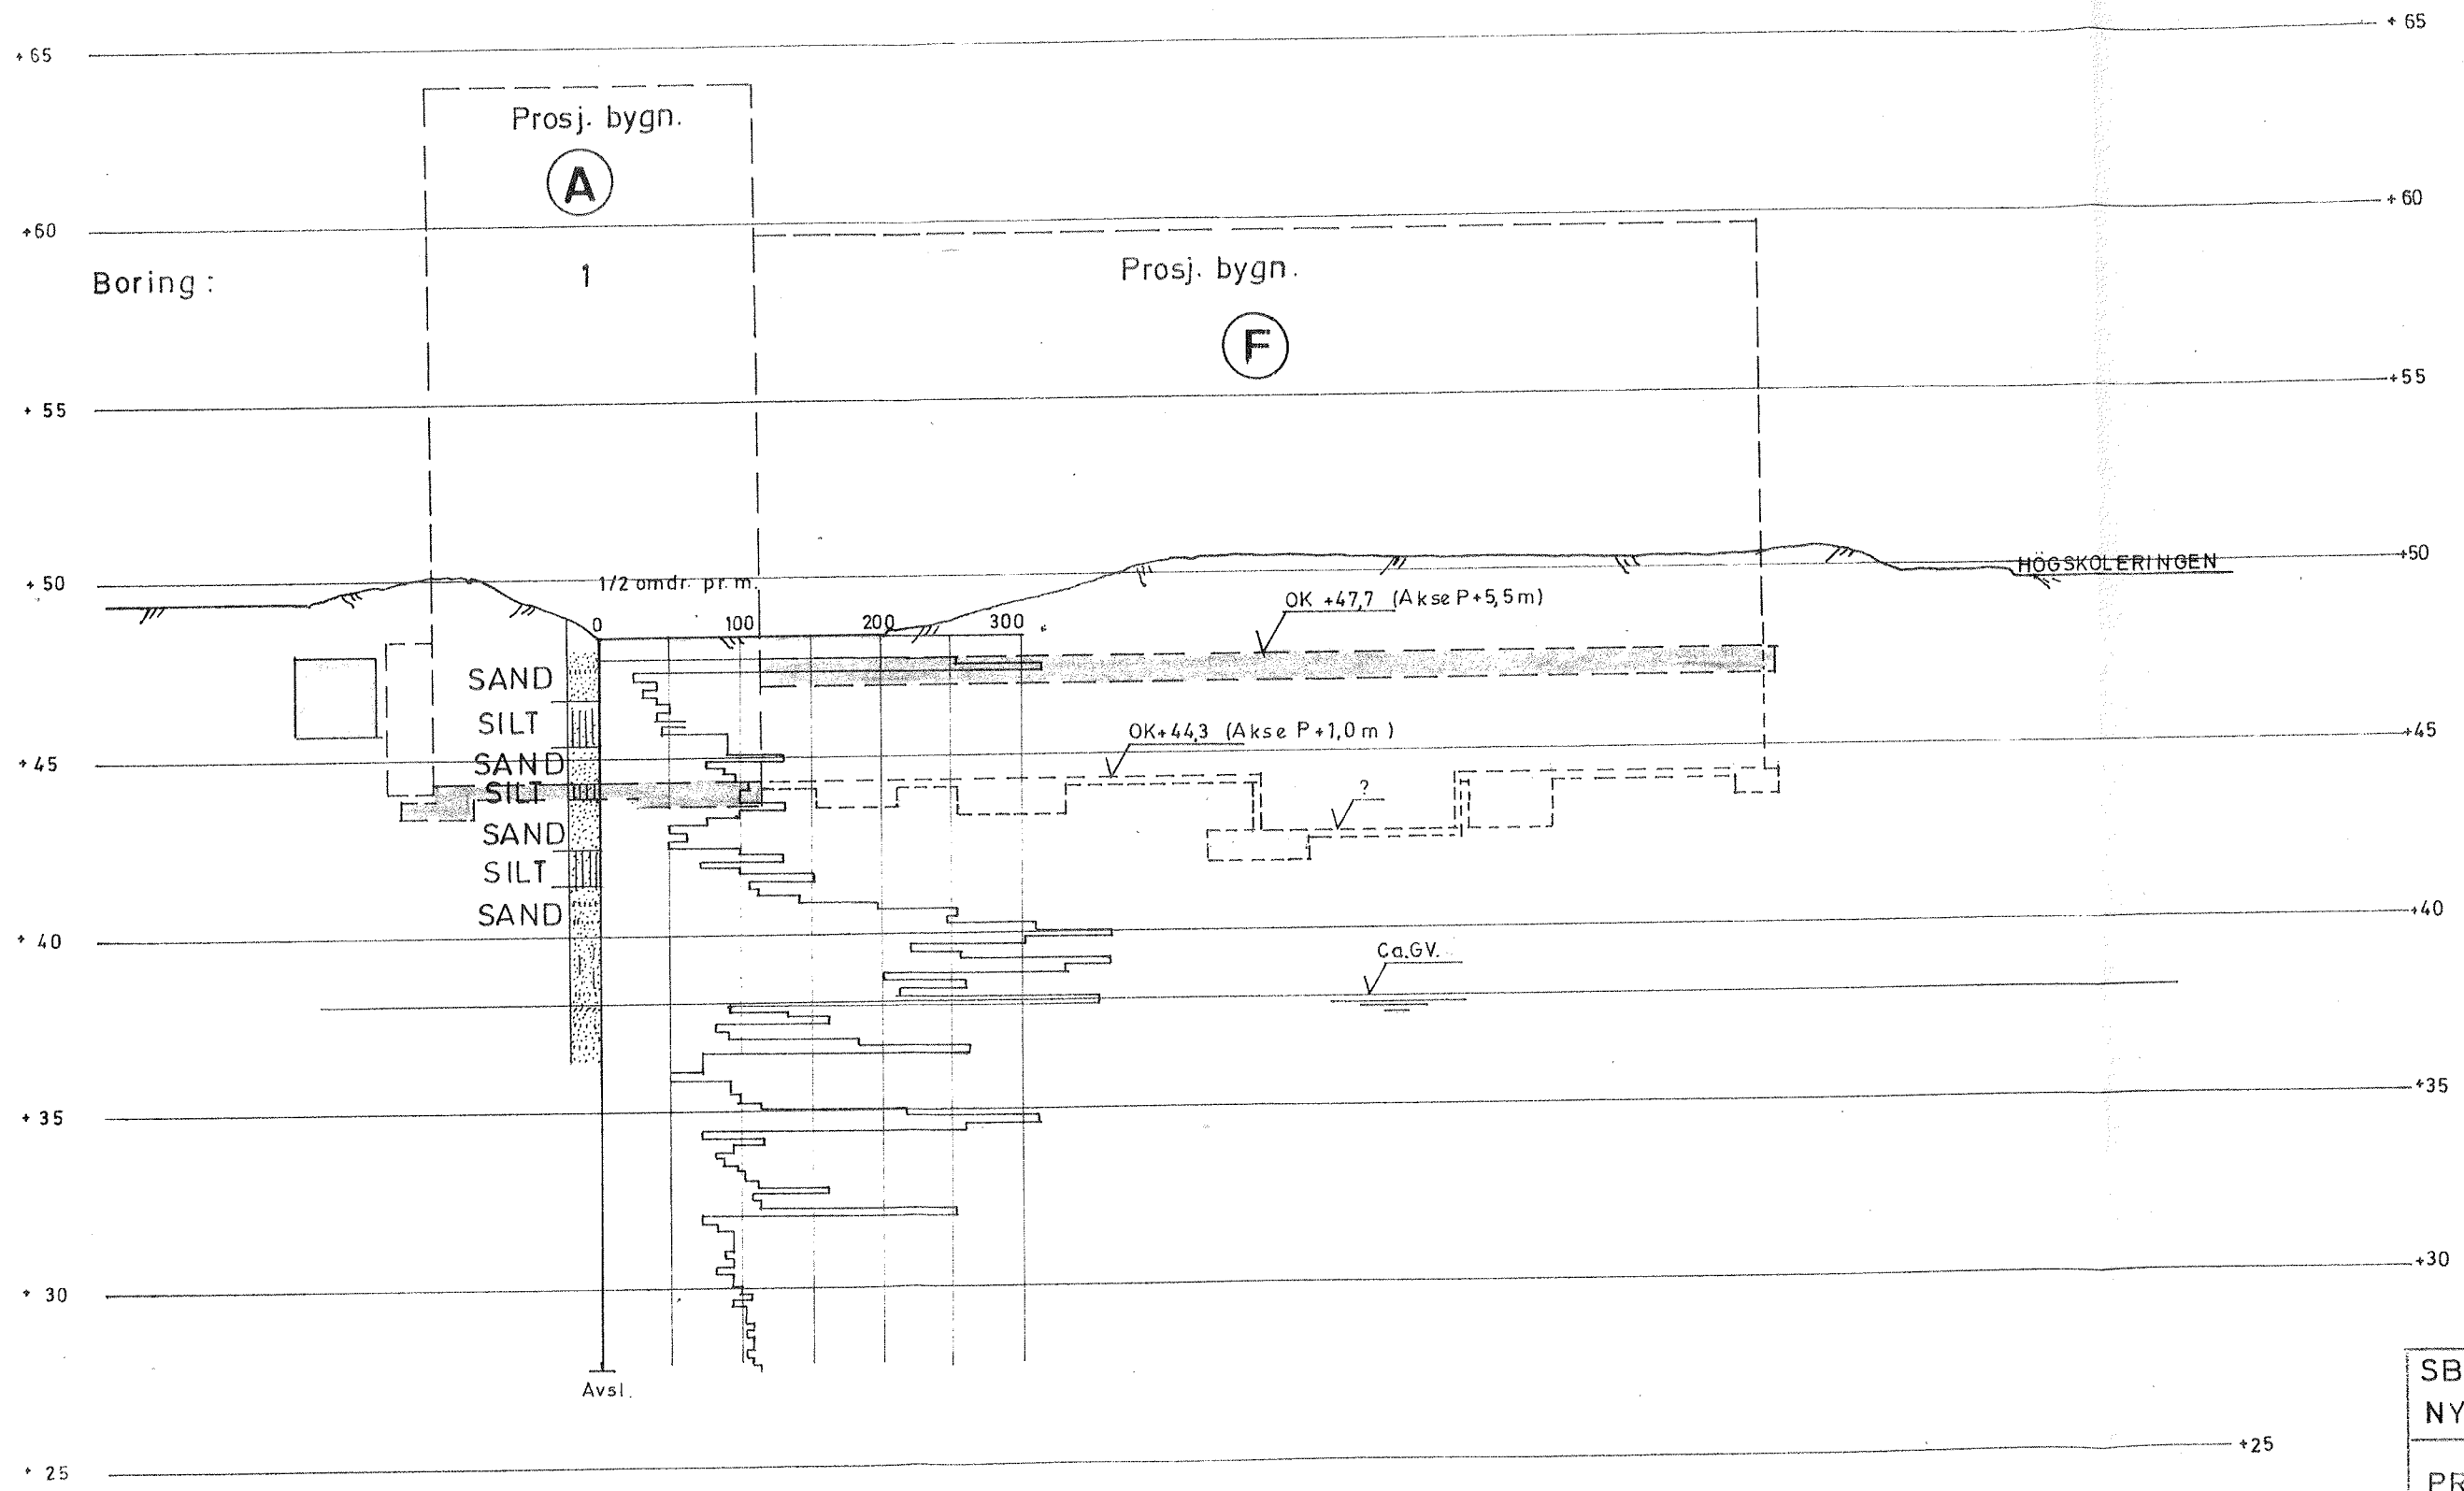 + 65 + 65
Prosj. bygn.
A
+60 + 60
Boring : 1 Prosj. bygn.
F
+ 55 +55
+ 50 1/2 omdr. pr. m. HÖGSKOLERINGEN +50
OK +47,7 (Akse P+5,5m)
0 100 200 300
SAND
SILT
OK+44,3 (Akse P+1,0 m)
+ 45 SAND +45
SILT
?
SAND
SILT
SAND
+ 40 +40
Ca.GV.
+ 35 +35
+ 30 +30
Avsl.
SB
NY
+ 25 +25
PR